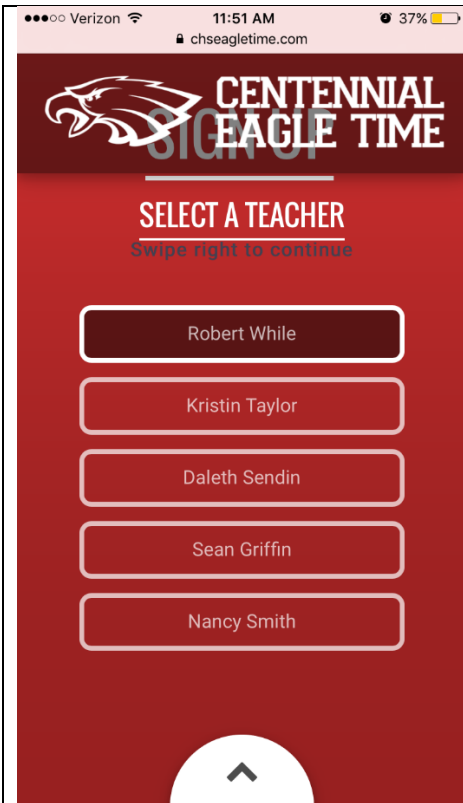 Verizon 11:51 AM 37%
chseagletime.com
CENTENNIAL
EAGLE TIME
SIGN UP
SELECT A TEACHER
Swipe right to continue
Robert While
Kristin Taylor
Daleth Sendin
Sean Griffin
Nancy Smith